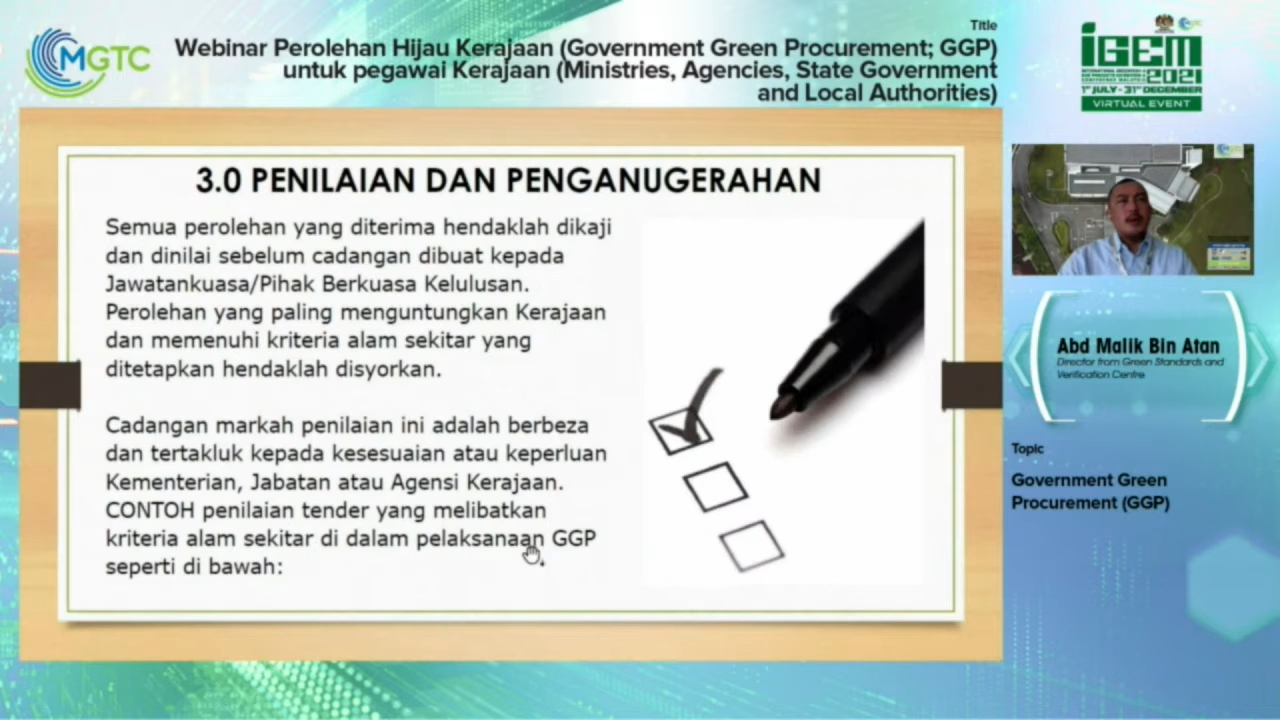 MGTC
Title
Webinar Perolehan Hijau Kerajaan (Government Green Procurement; GGP)
untuk pegawai Kerajaan (Ministries, Agencies, State Government
and Local Authorities)
iGEM
2021
1ST JULY - 31ST DECEMBER
VIRTUAL EVENT
3.0 PENILAIAN DAN PENGANUGERAHAN
Semua perolehan yang diterima hendaklah dikaji
dan dinilai sebelum cadangan dibuat kepada
Jawatankuasa/Pihak Berkuasa Kelulusan.
Perolehan yang paling menguntungkan Kerajaan
dan memenuhi kriteria alam sekitar yang
ditetapkan hendaklah disyorkan.
Cadangan markah penilaian ini adalah berbeza
dan tertakluk kepada kesesuaian atau keperluan
Kementerian, Jabatan atau Agensi Kerajaan.
CONTOH penilaian tender yang melibatkan
kriteria alam sekitar di dalam pelaksanaan GGP
seperti di bawah:
Abd Malik Bin Atan
Director from Green Standards and
Verification Centre
Topic
Government Green
Procurement (GGP)